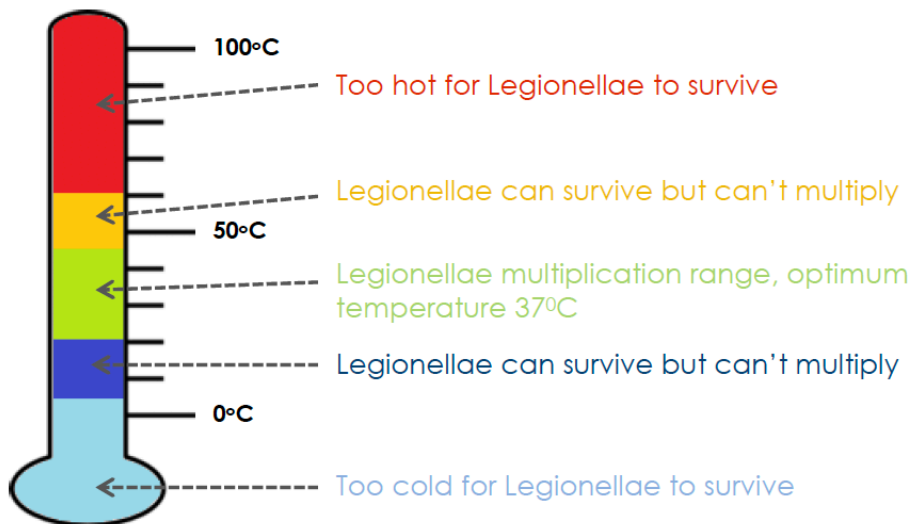 100°C
Too hot for Legionellae to survive
Legionellae can survive but can't multiply
50°C
Legionellae multiplication range, optimum
temperature 37⁰C
Legionellae can survive but can't multiply
0°C
Too cold for Legionellae to survive